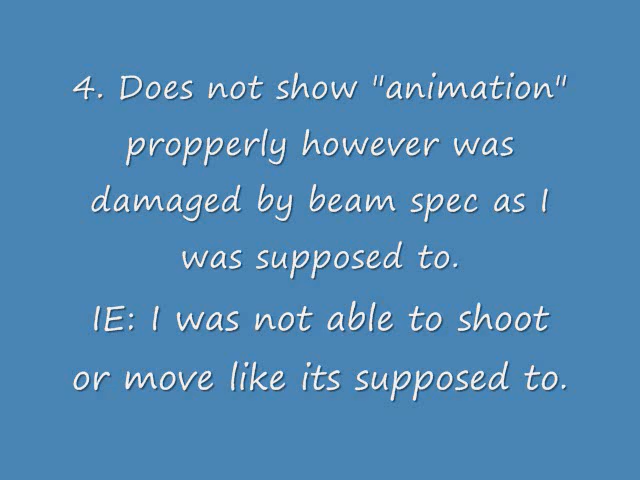 4. Does not show "animation"
propperly however was
damaged by beam spec as I
was supposed to.
IE: I was not able to shoot
or move like its supposed to.